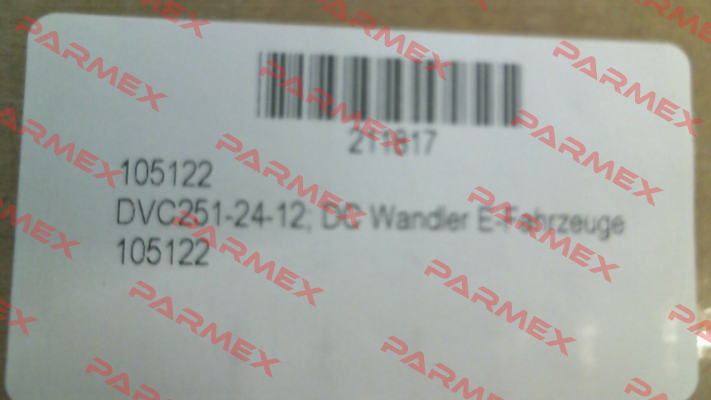 211817
105122
DVC251-24-12; DC Wandler E-Fahrzeuge
105122
PARMEX